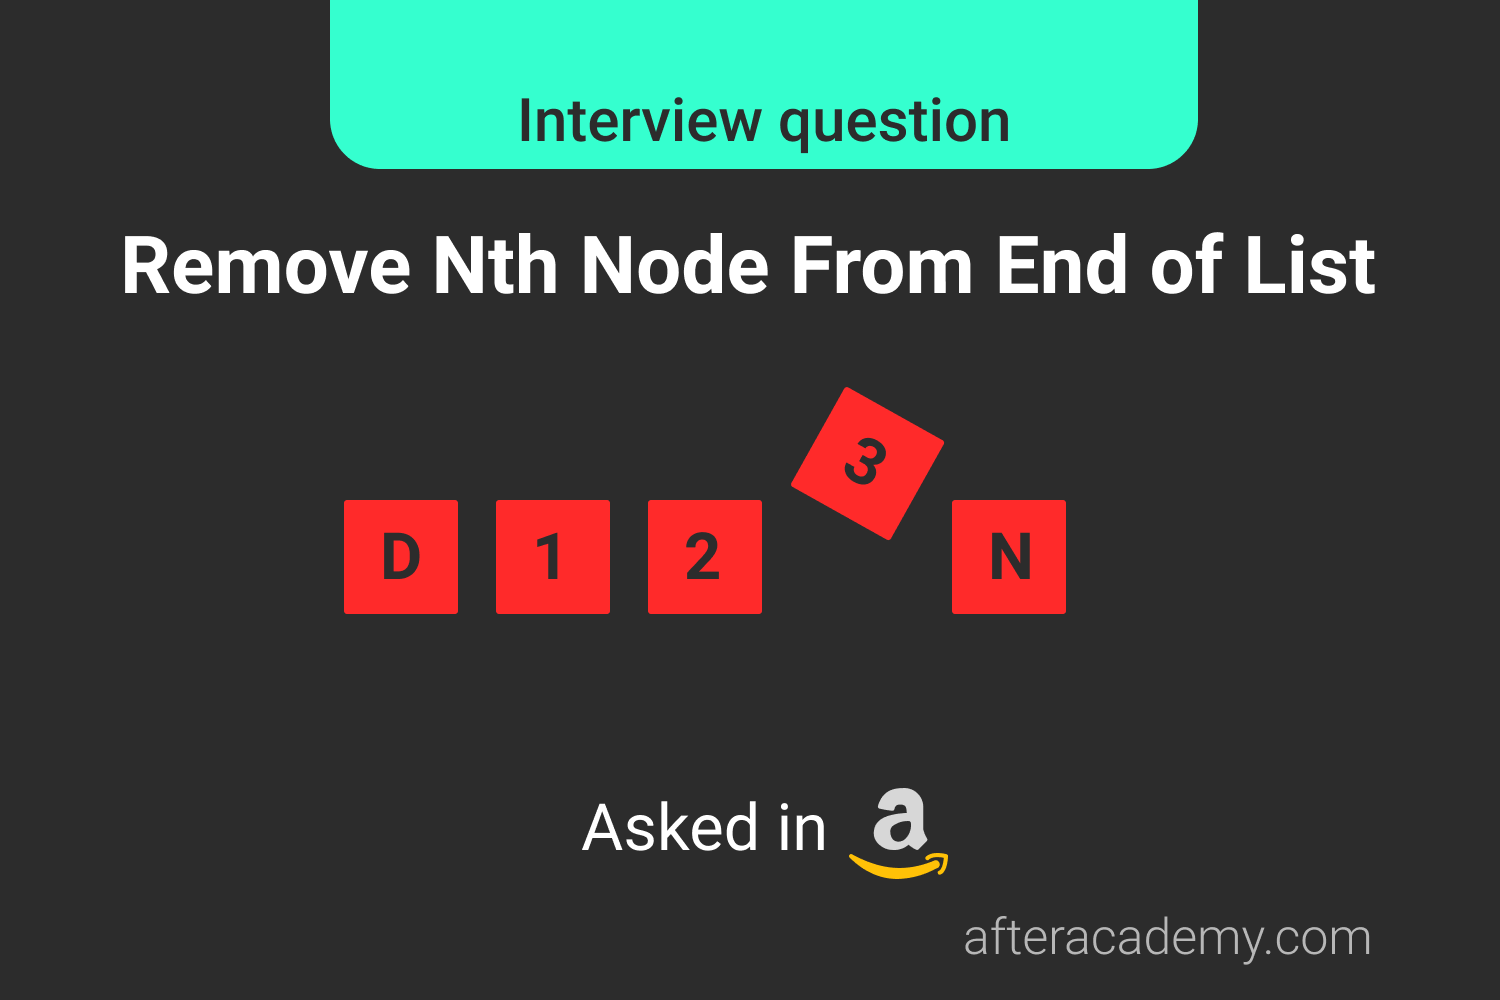 Interview question
Remove Nth Node From End of List
3
D 1 2 N
Asked in a
afteracademy.com